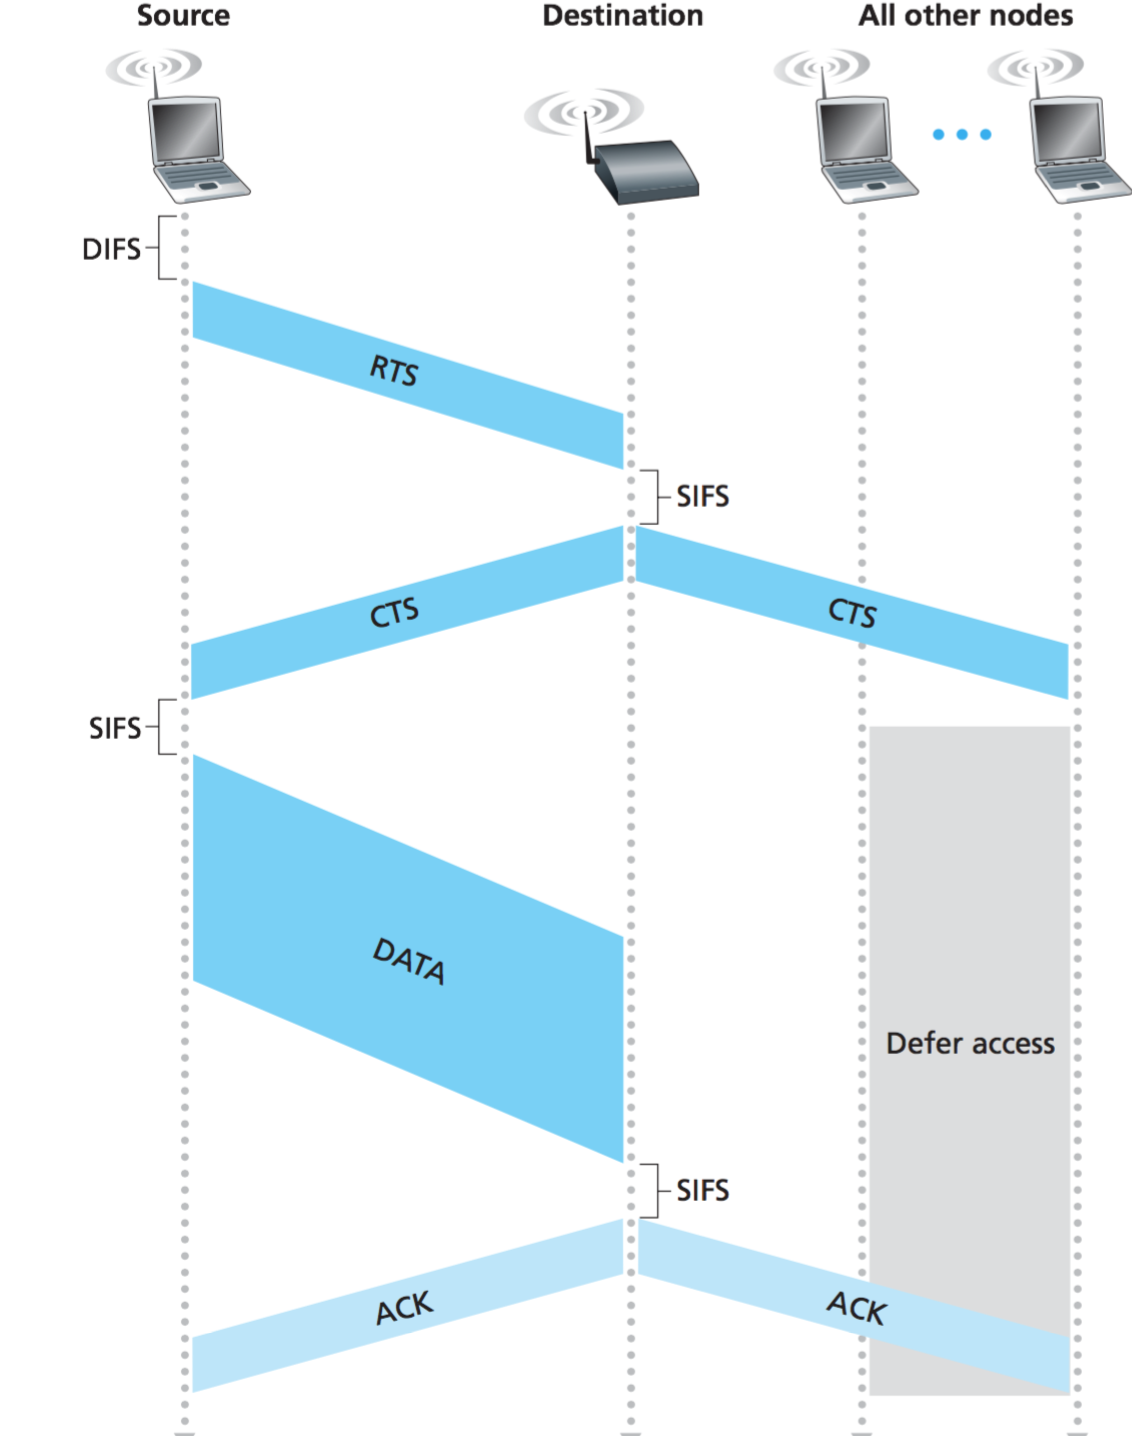 Source
Destination
All other nodes
DIFS
RTS
SIFS
CTS
CTS
SIFS
DATA
Defer access
SIFS
ACK
ACK